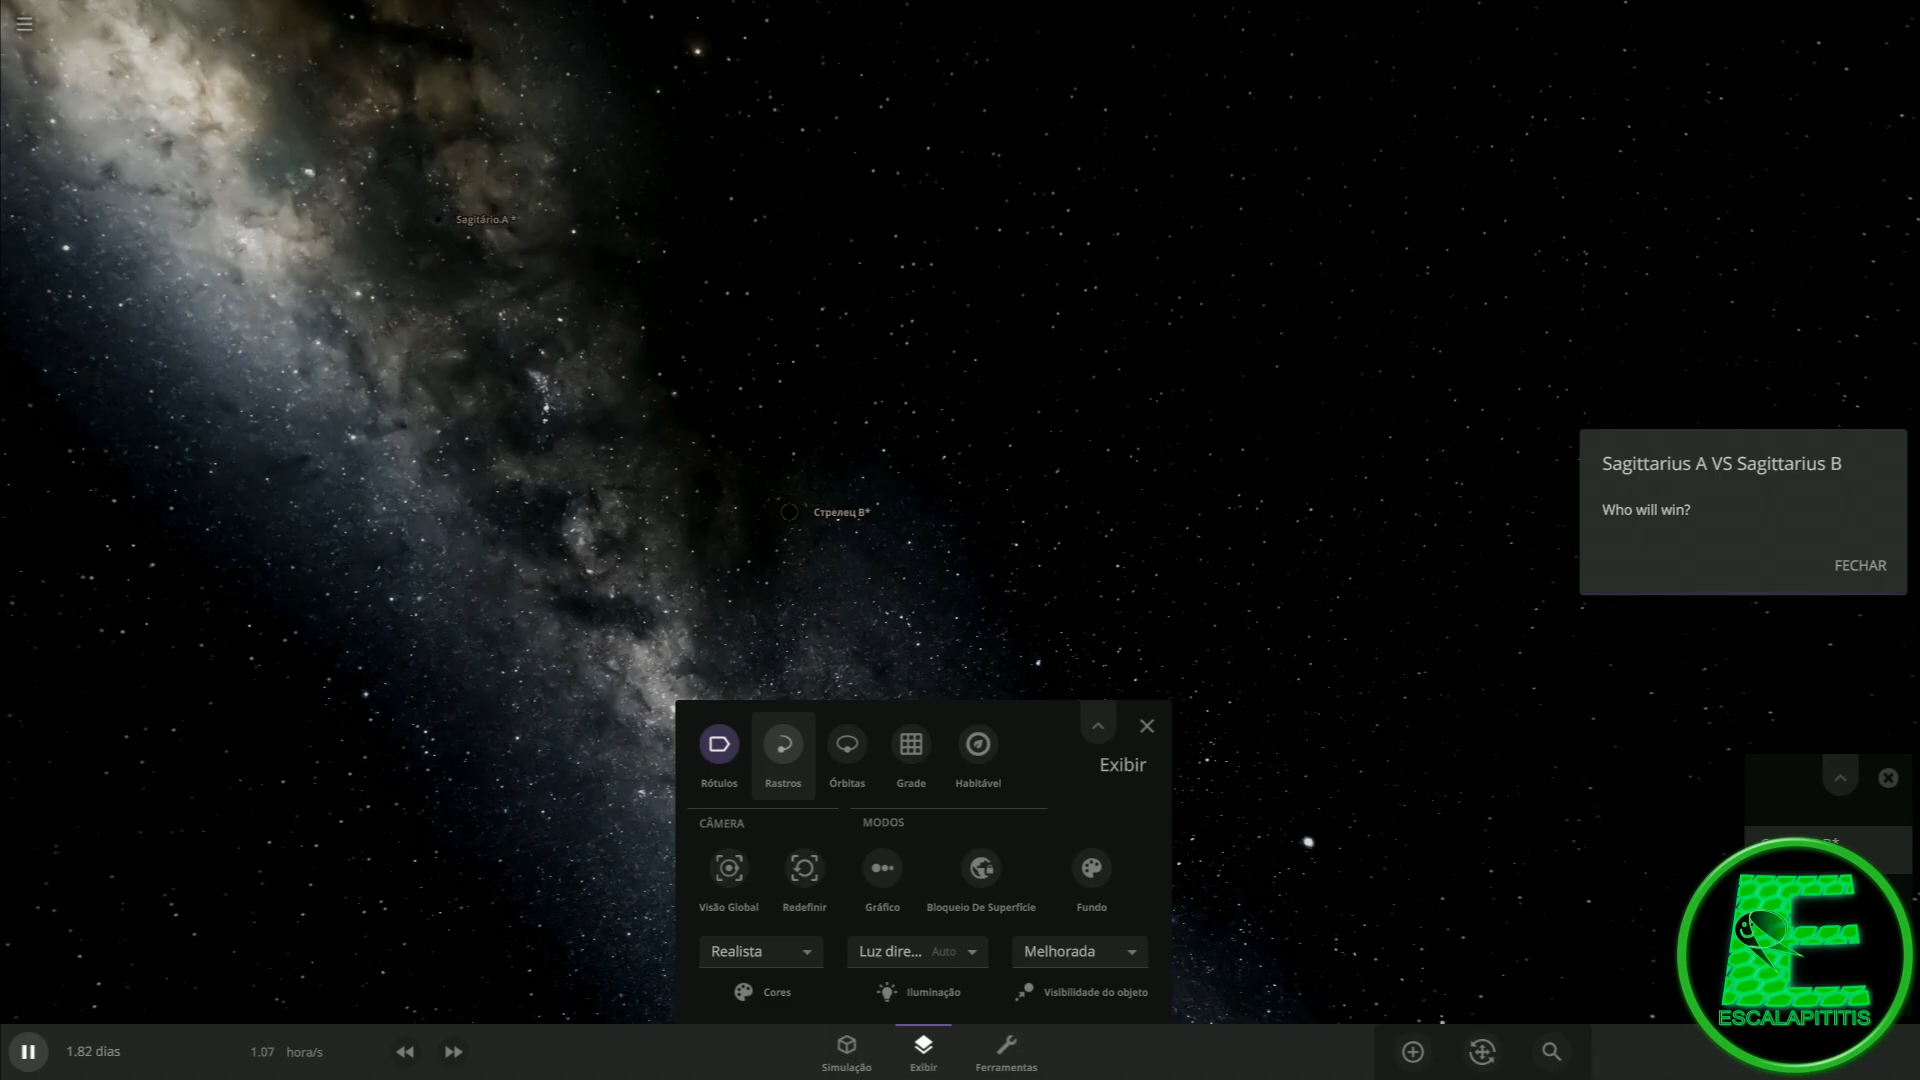 Sagitário A *
Стрелец B*
Sagittarius A VS Sagittarius B
Who will win?
FECHAR
Rótulos
Rastros
Órbitas
Grade
Habitável
Exibir
CÂMERA
MODOS
Visão Global
Redefinir
Gráfico
Bloqueio De Superfície
Fundo
Realista
Luz dire... Auto
Melhorada
Cores
Iluminação
Visibilidade do objeto
E
ESCALAPITITIS
1.82 dias
1.07 hora/s
Simulação
Exibir
Ferramentas